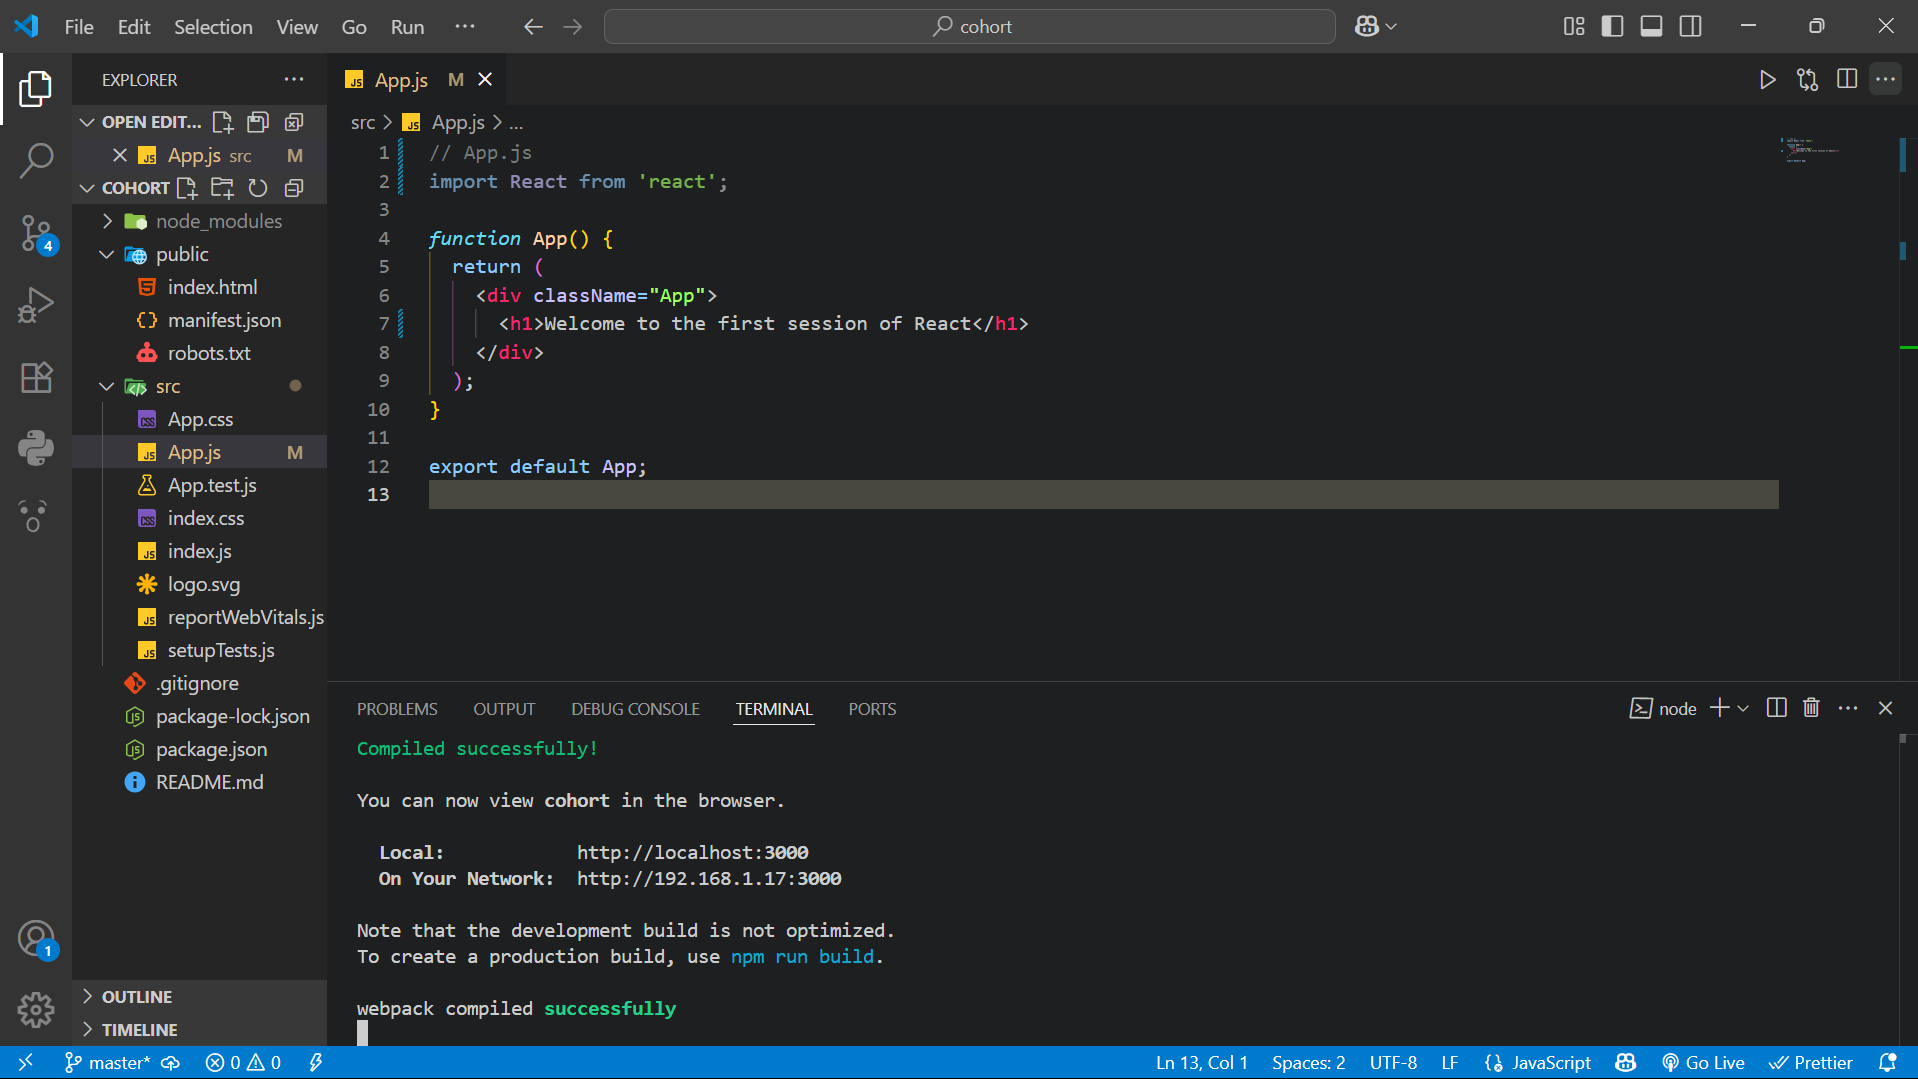 File Edit Selection View Go Run ··· cohort
EXPLORER ···
OPEN EDIT...
App.js src M
COHORT
node_modules
public
index.html
manifest.json
robots.txt
src
App.css
App.js M
App.test.js
index.css
index.js
logo.svg
reportWebVitals.js
setupTests.js
.gitignore
package-lock.json
package.json
README.md
OUTLINE
TIMELINE
4
1
App.js M
src > App.js > ...
1 // App.js
2 import React from 'react';
3
4 function App() {
5 return (
6 <div className="App">
7 <h1>Welcome to the first session of React</h1>
8 </div>
9 );
10 }
11
12 export default App;
13
PROBLEMS OUTPUT DEBUG CONSOLE TERMINAL PORTS node
Compiled successfully!
You can now view cohort in the browser.
Local: http://localhost:3000
On Your Network: http://192.168.1.17:3000
Note that the development build is not optimized.
To create a production build, use npm run build.
webpack compiled successfully
master* 0 0 Ln 13, Col 1 Spaces: 2 UTF-8 LF JavaScript Go Live Prettier